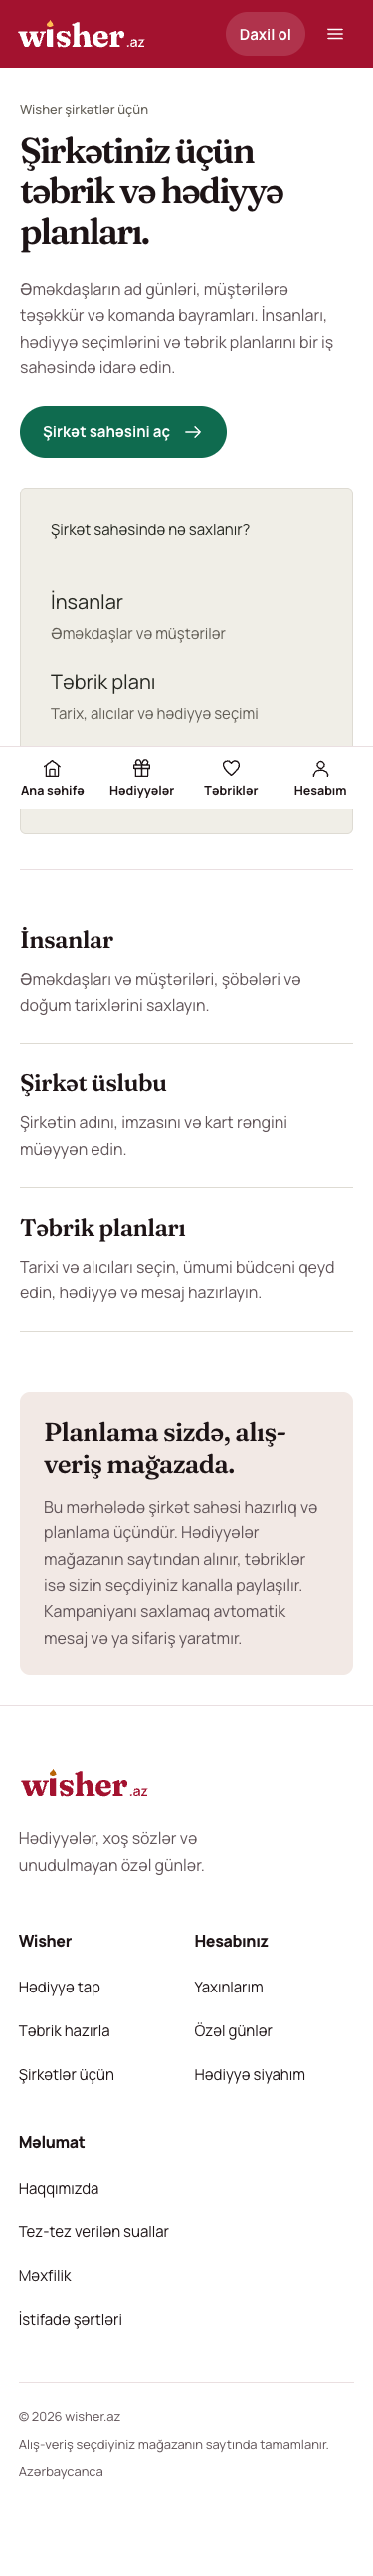 wisher.az
Daxil ol
Wisher şirkətlər üçün
Şirkətiniz üçün
təbrik və hədiyyə
planları.
Əməkdaşların ad günləri, müştərilərə
təşəkkür və komanda bayramları. İnsanları,
hədiyyə seçimlərini və təbrik planlarını bir iş
sahəsində idarə edin.
Şirkət sahəsini aç
Şirkət sahəsində nə saxlanır?
İnsanlar
Əməkdaşlar və müştərilər
Təbrik planı
Tarix, alıcılar və hədiyyə seçimi
Ana səhifə
Hədiyyələr
Təbriklər
Hesabım
İnsanlar
Əməkdaşları və müştəriləri, şöbələri və
doğum tarixlərini saxlayın.
Şirkət üslubu
Şirkətin adını, imzasını və kart rəngini
müəyyən edin.
Təbrik planları
Tarixi və alıcıları seçin, ümumi büdcəni qeyd
edin, hədiyyə və mesaj hazırlayın.
Planlama sizdə, alış-
veriş mağazada.
Bu mərhələdə şirkət sahəsi hazırlıq və
planlama üçündür. Hədiyyələr
mağazanın saytından alınır, təbriklər
isə sizin seçdiyiniz kanalla paylaşılır.
Kampaniyanı saxlamaq avtomatik
mesaj və ya sifariş yaratmır.
wisher.az
Hədiyyələr, xoş sözlər və
unudulmayan özəl günlər.
Wisher
Hədiyyə tap
Təbrik hazırla
Şirkətlər üçün
Hesabınız
Yaxınlarım
Özəl günlər
Hədiyyə siyahım
Məlumat
Haqqımızda
Tez-tez verilən suallar
Məxfilik
İstifadə şərtləri
© 2026 wisher.az
Alış-veriş seçdiyiniz mağazanın saytında tamamlanır.
Azərbaycanca